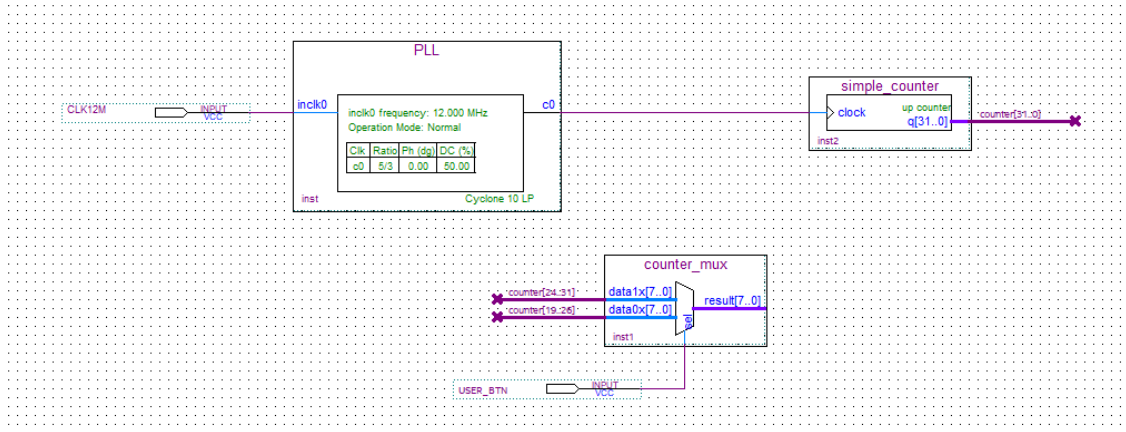 PLL
CLK12M
INPUT
VCC
inclk0
c0
inclk0 frequency: 12.000 MHz
Operation Mode: Normal
Clk Ratio Ph (dg) DC (%)
c0 5/3 0.00 50.00
inst
Cyclone 10 LP
simple_counter
up counter
clock
q[31..0]
counter[31..0]
inst2
counter_mux
counter[24..31]
data1x[7..0]
counter[19..26]
data0x[7..0]
result[7..0]
sel
inst1
USER_BTN
INPUT
VCC